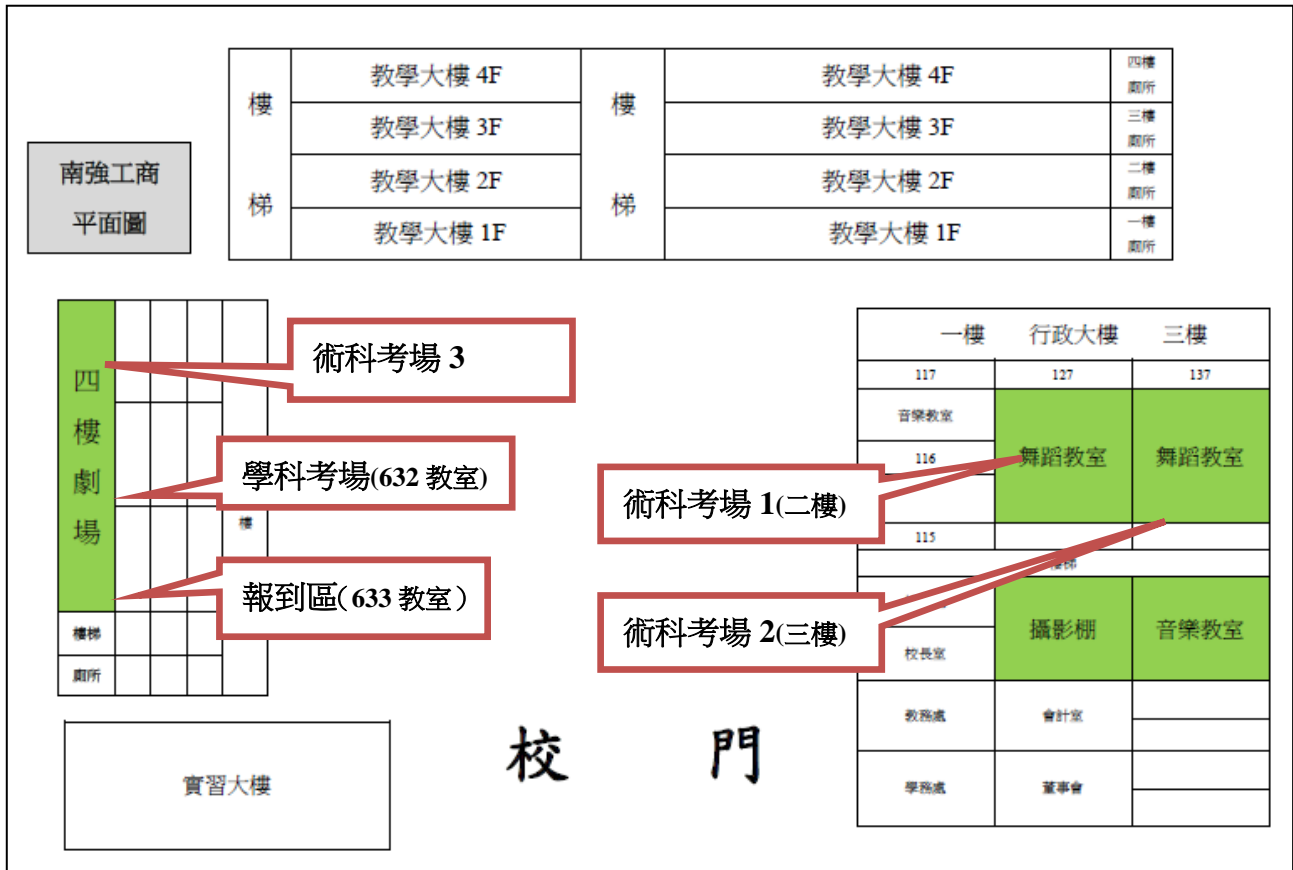 樓梯
教學大樓 4F
教學大樓 3F
教學大樓 2F
教學大樓 1F
樓梯
教學大樓 4F
教學大樓 3F
教學大樓 2F
教學大樓 1F
四樓
廁所
三樓
廁所
二樓
廁所
一樓
廁所
南強工商
平面圖
四樓劇場
樓梯
廁所
樓
術科考場 3
學科考場(632 教室)
報到區(633 教室)
實習大樓
校 門
術科考場 1(二樓)
術科考場 2(三樓)
一樓 行政大樓 三樓
117 127 137
音樂教室
116
115
舞蹈教室
舞蹈教室
校長室
攝影棚
音樂教室
教務處
會計室
學務處
董事會